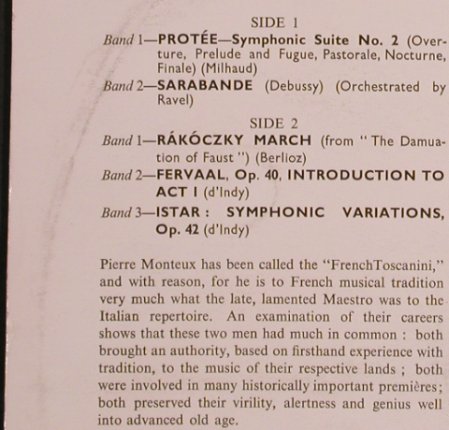 SIDE 1
Band 1—PROTÉE—Symphonic Suite No. 2 (Over-
ture, Prelude and Fugue, Pastorale, Nocturne,
Finale) (Milhaud)
Band 2—SARABANDE (Debussy) (Orchestrated by
Ravel)
SIDE 2
Band 1—RÁKÓCZKY MARCH (from " The Damua-
tion of Faust ") (Berlioz)
Band 2—FERVAAL, Op. 40, INTRODUCTION TO
ACT I (d'Indy)
Band 3—ISTAR : SYMPHONIC VARIATIONS,
Op. 42 (d'Indy)
Pierre Monteux has been called the "FrenchToscanini,"
and with reason, for he is to French musical tradition
very much what the late, lamented Maestro was to the
Italian repertoire. An examination of their careers
shows that these two men had much in common : both
brought an authority, based on firsthand experience with
tradition, to the music of their respective lands ; both
were involved in many historically important premières;
both preserved their virility, alertness and genius well
into advanced old age.